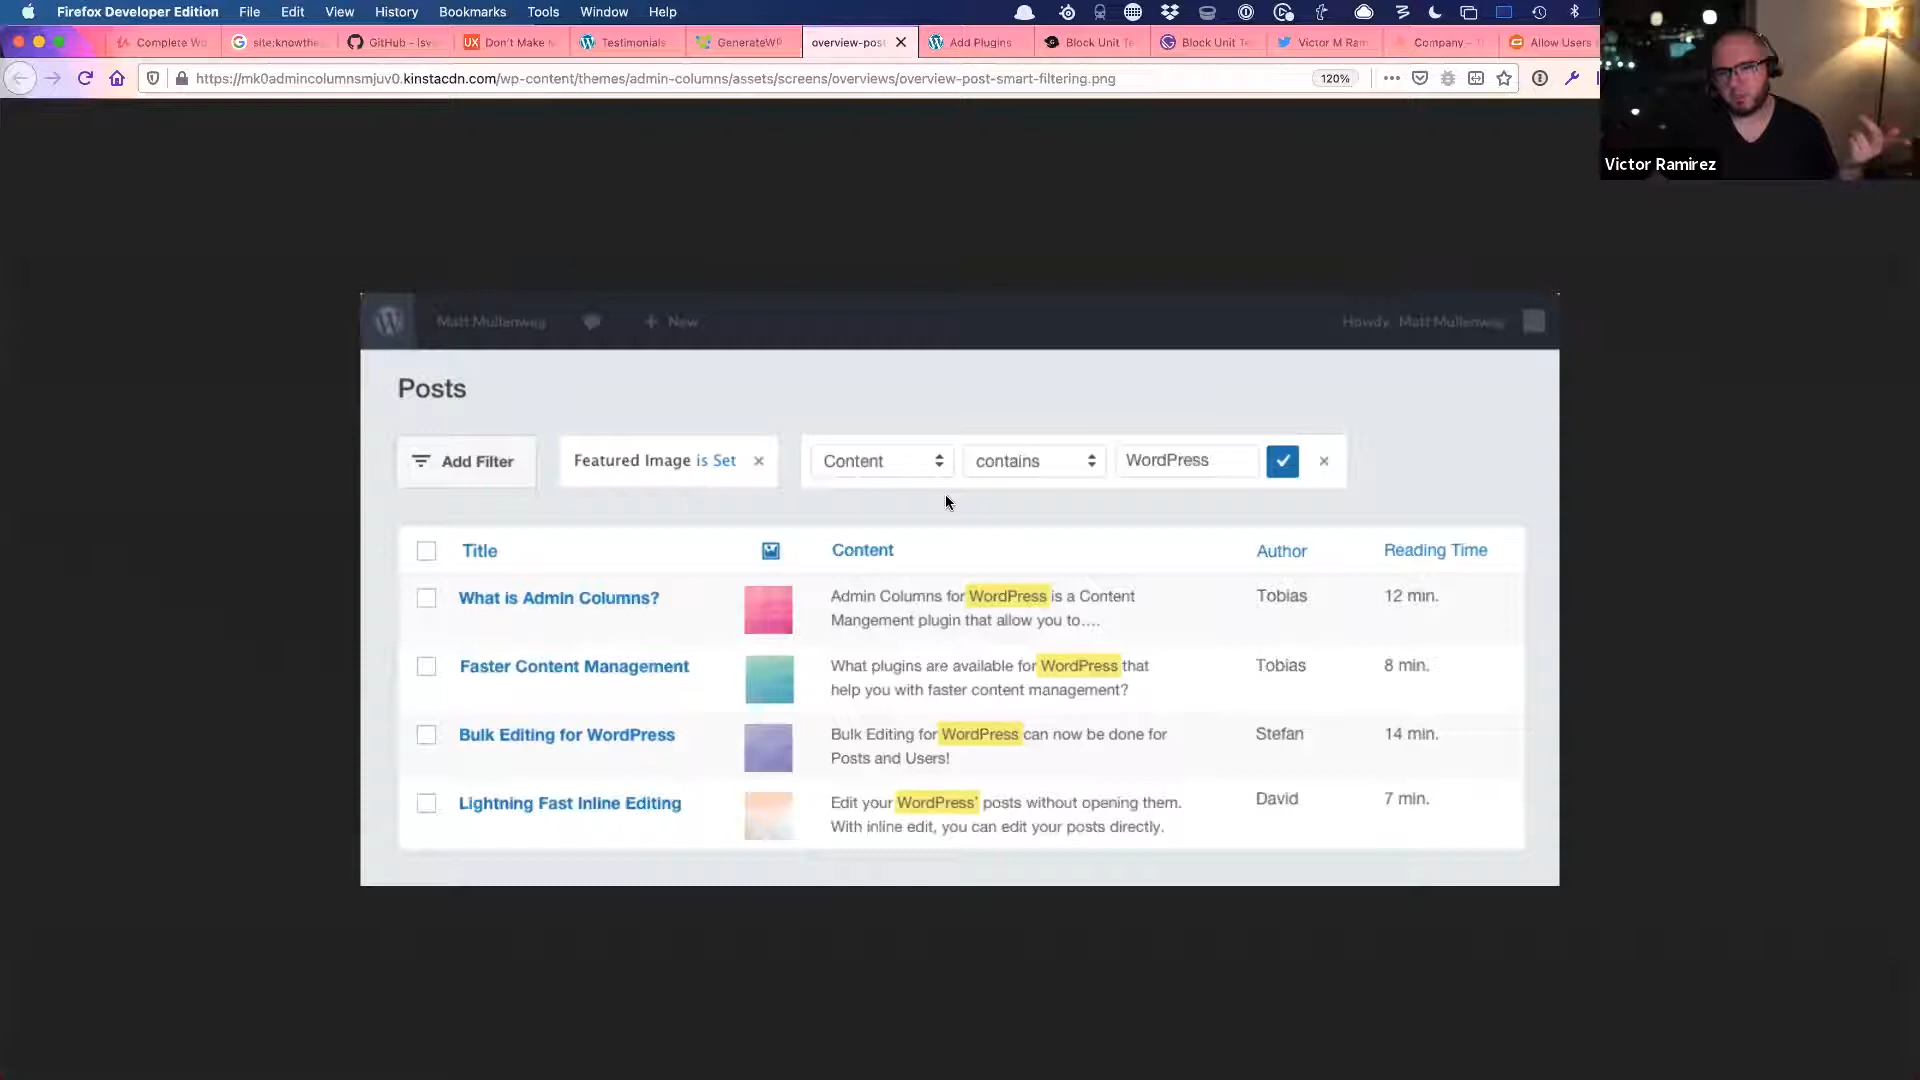 Firefox Developer Edition File Edit View History Bookmarks Tools Window Help
Complete Wo
site:knowthe
GitHub - lsv
UX Don't Make
Testimonials
GenerateWP
overview-post
Add Plugins
Block Unit Te
Block Unit Te
Victor M Ram
Company
Allow Users
https://mk0admincolumnsmjuv0.kinstacdn.com/wp-content/themes/admin-columns/assets/screens/overviews/overview-post-smart-filtering.png 120%
Victor Ramirez
Matt Mullenweg + New Howdy Matt Mullenweg
Posts
Add Filter Featured Image is Set × Content contains WordPress ×
Title Content Author Reading Time
What is Admin Columns? Admin Columns for WordPress is a Content Tobias 12 min.
Mangement plugin that allow you to....
Faster Content Management What plugins are available for WordPress that Tobias 8 min.
help you with faster content management?
Bulk Editing for WordPress Bulk Editing for WordPress can now be done for Stefan 14 min.
Posts and Users!
Lightning Fast Inline Editing Edit your WordPress' posts without opening them. David 7 min.
With inline edit, you can edit your posts directly.